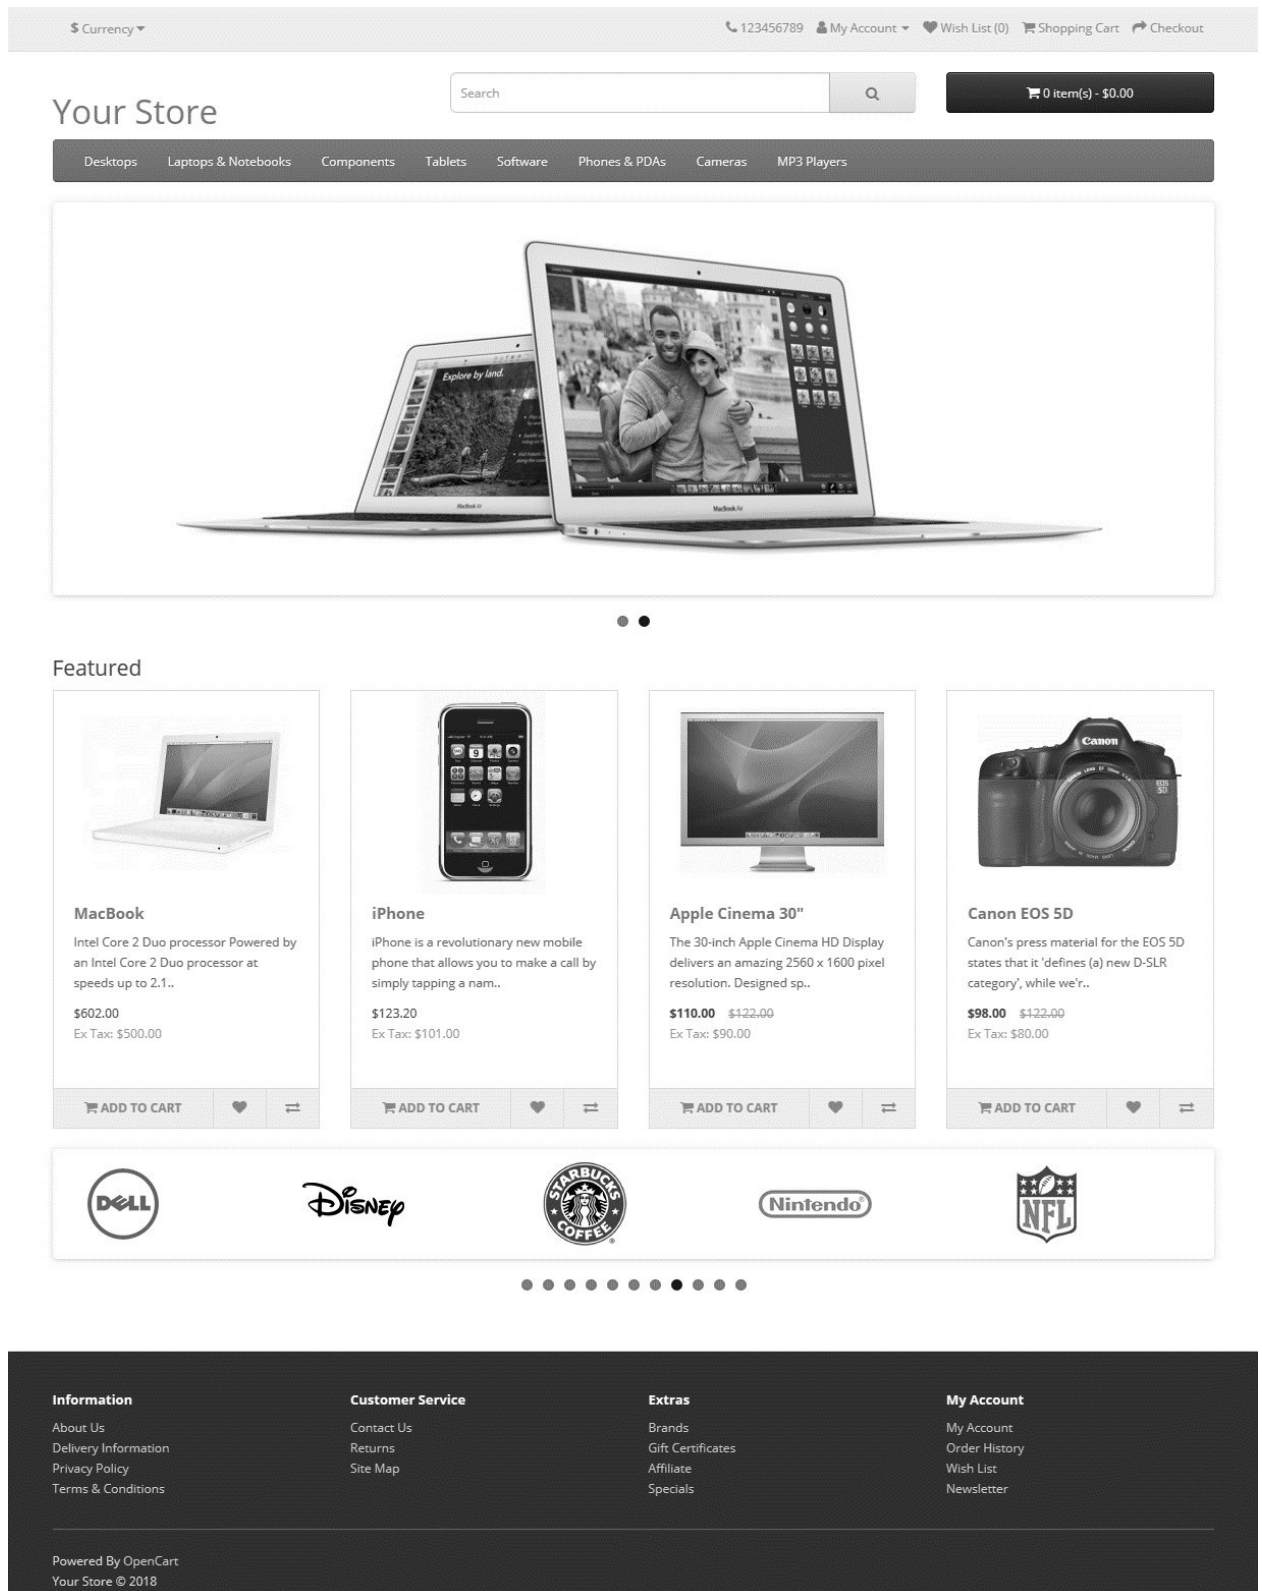 $ Currency
123456789 My Account Wish List (0) Shopping Cart Checkout
Your Store
Search
0 item(s) - $0.00
Desktops Laptops & Notebooks Components Tablets Software Phones & PDAs Cameras MP3 Players
Explore by land.
MacBook Air
MacBook Air
Featured
Canon
EOS
5D
MacBook
Intel Core 2 Duo processor Powered by
an Intel Core 2 Duo processor at
speeds up to 2.1..
$602.00
Ex Tax: $500.00
ADD TO CART
iPhone
iPhone is a revolutionary new mobile
phone that allows you to make a call by
simply tapping a nam..
$123.20
Ex Tax: $101.00
ADD TO CART
Apple Cinema 30"
The 30-inch Apple Cinema HD Display
delivers an amazing 2560 x 1600 pixel
resolution. Designed sp..
$110.00 $122.00
Ex Tax: $90.00
ADD TO CART
Canon EOS 5D
Canon's press material for the EOS 5D
states that it 'defines (a) new D-SLR
category', while we'r..
$98.00 $122.00
Ex Tax: $80.00
ADD TO CART
DELL
Disney
STARBUCKS
COFFEE
Nintendo
NFL
Information
About Us
Delivery Information
Privacy Policy
Terms & Conditions
Customer Service
Contact Us
Returns
Site Map
Extras
Brands
Gift Certificates
Affiliate
Specials
My Account
My Account
Order History
Wish List
Newsletter
Powered By OpenCart
Your Store © 2018